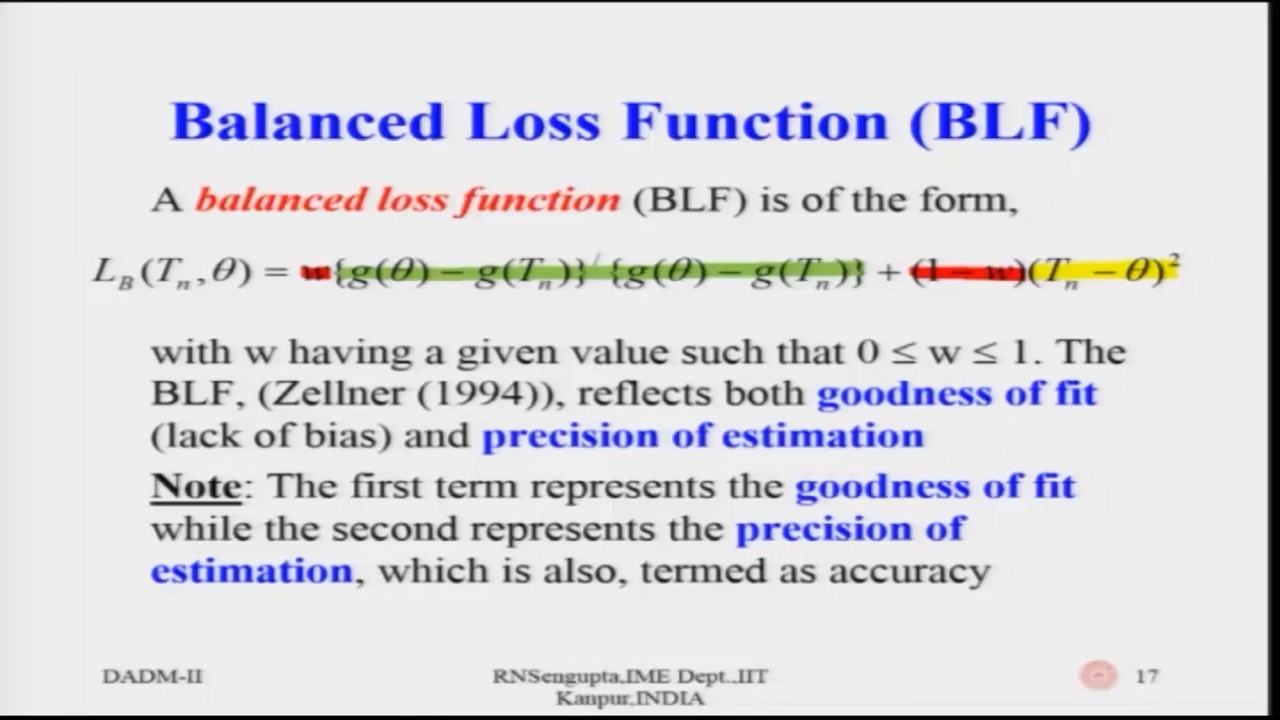 Balanced Loss Function (BLF)
A balanced loss function (BLF) is of the form,
L_B(T_n, θ) = w{g(θ) − g(T_n)}′{g(θ) − g(T_n)} + (1 − w)(T_n − θ)²
with w having a given value such that 0 ≤ w ≤ 1. The
BLF, (Zellner (1994)), reflects both goodness of fit
(lack of bias) and precision of estimation
Note: The first term represents the goodness of fit
while the second represents the precision of
estimation, which is also, termed as accuracy
DADM-II
RNSengupta,IME Dept.,IIT
Kanpur,INDIA
17